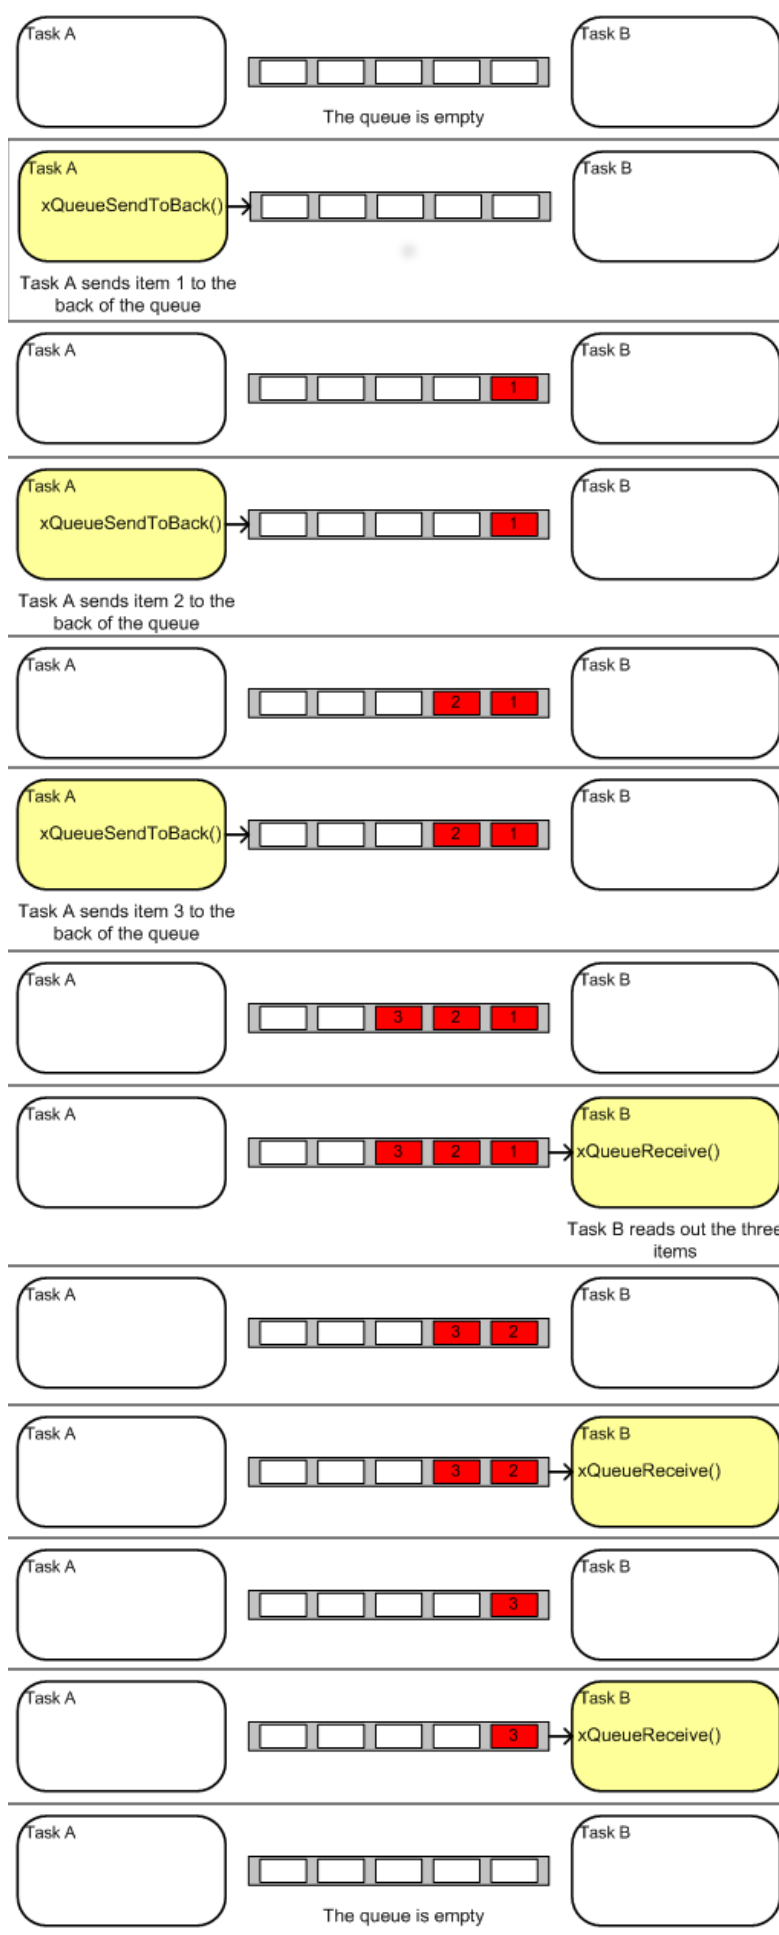 Task A
Task B
The queue is empty
Task A
xQueueSendToBack()
Task B
Task A sends item 1 to the
back of the queue
Task A
1
Task B
Task A
xQueueSendToBack()
1
Task B
Task A sends item 2 to the
back of the queue
Task A
2 1
Task B
Task A
xQueueSendToBack()
2 1
Task B
Task A sends item 3 to the
back of the queue
Task A
3 2 1
Task B
Task A
3 2 1
Task B
xQueueReceive()
Task B reads out the three
items
Task A
3 2
Task B
Task A
3 2
Task B
xQueueReceive()
Task A
3
Task B
Task A
3
Task B
xQueueReceive()
Task A
Task B
The queue is empty